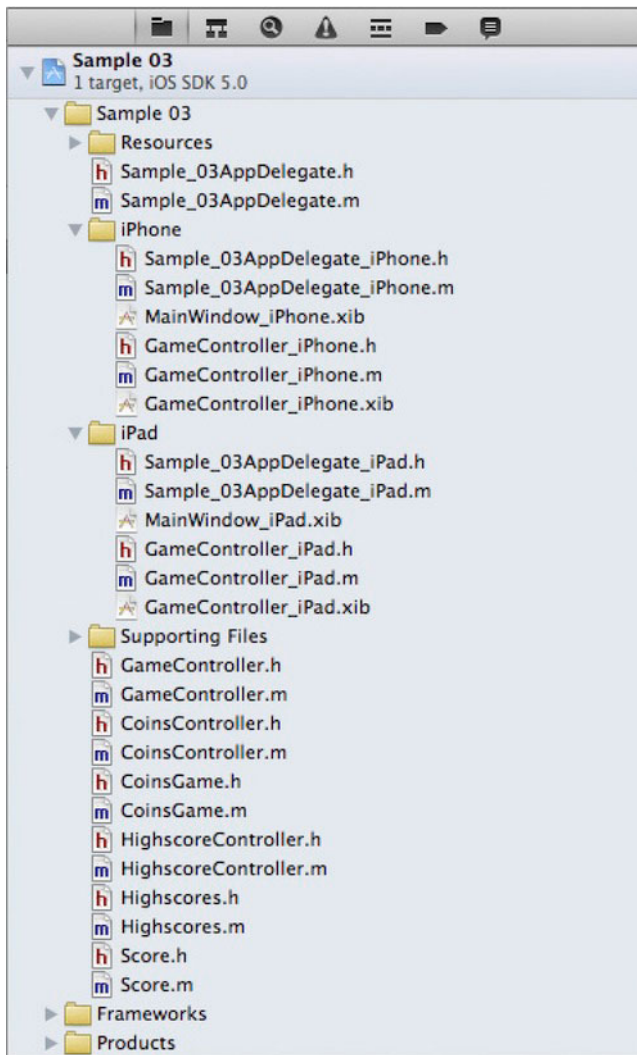 Sample 03
1 target, iOS SDK 5.0
Sample 03
Resources
h Sample_03AppDelegate.h
m Sample_03AppDelegate.m
iPhone
h Sample_03AppDelegate_iPhone.h
m Sample_03AppDelegate_iPhone.m
MainWindow_iPhone.xib
h GameController_iPhone.h
m GameController_iPhone.m
GameController_iPhone.xib
iPad
h Sample_03AppDelegate_iPad.h
m Sample_03AppDelegate_iPad.m
MainWindow_iPad.xib
h GameController_iPad.h
m GameController_iPad.m
GameController_iPad.xib
Supporting Files
h GameController.h
m GameController.m
h CoinsController.h
m CoinsController.m
h CoinsGame.h
m CoinsGame.m
h HighscoreController.h
m HighscoreController.m
h Highscores.h
m Highscores.m
h Score.h
m Score.m
Frameworks
Products